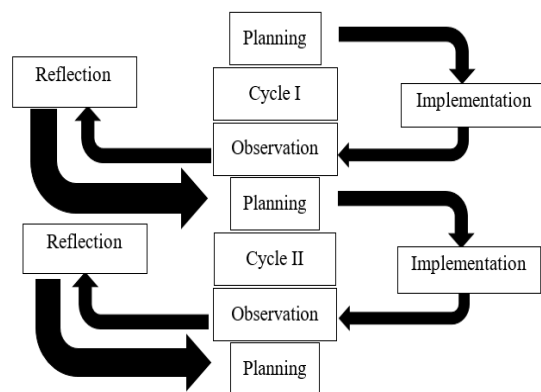 Planning
Reflection
Cycle I
Implementation
Observation
Planning
Reflection
Cycle II
Implementation
Observation
Planning